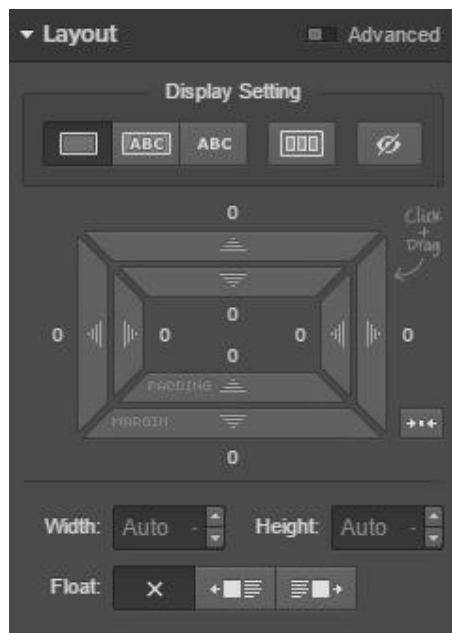 Layout Advanced
Display Setting
ABC ABC
0
Click
+
Drag
0 0 0 0 0
0
PADDING
MARGIN
0
Width: Auto - Height: Auto -
Float: